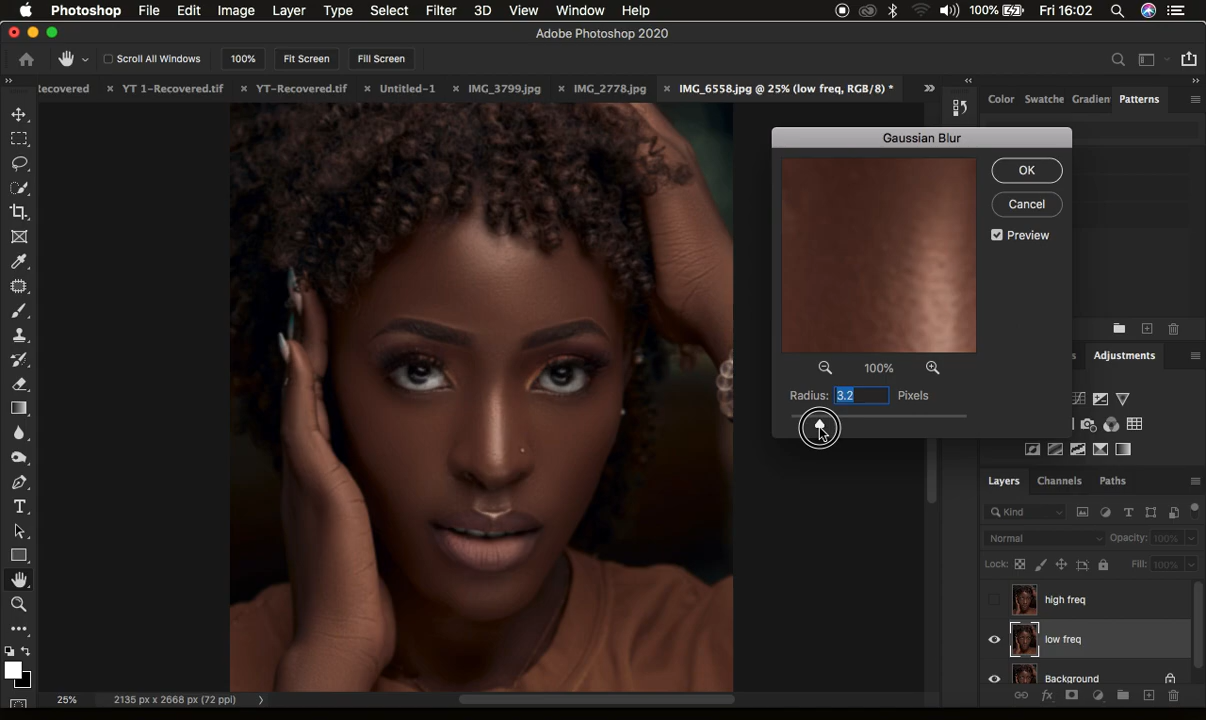 Photoshop File Edit Image Layer Type Select Filter 3D View Window Help 100% Fri 16:02
Adobe Photoshop 2020
Scroll All Windows 100% Fit Screen Fill Screen
Recovered × YT 1-Recovered.tif × YT-Recovered.tif × Untitled-1 × IMG_3799.jpg × IMG_2778.jpg × IMG_6558.jpg @ 25% (low freq, RGB/8) *
Color Swatche Gradien Patterns
Gaussian Blur
OK
Cancel
Preview
100%
Radius: 3.2 Pixels
s Adjustments
Layers Channels Paths
Kind
Normal Opacity: 100%
Lock: Fill: 100%
high freq
low freq
Background
25% 2135 px x 2668 px (72 ppi)